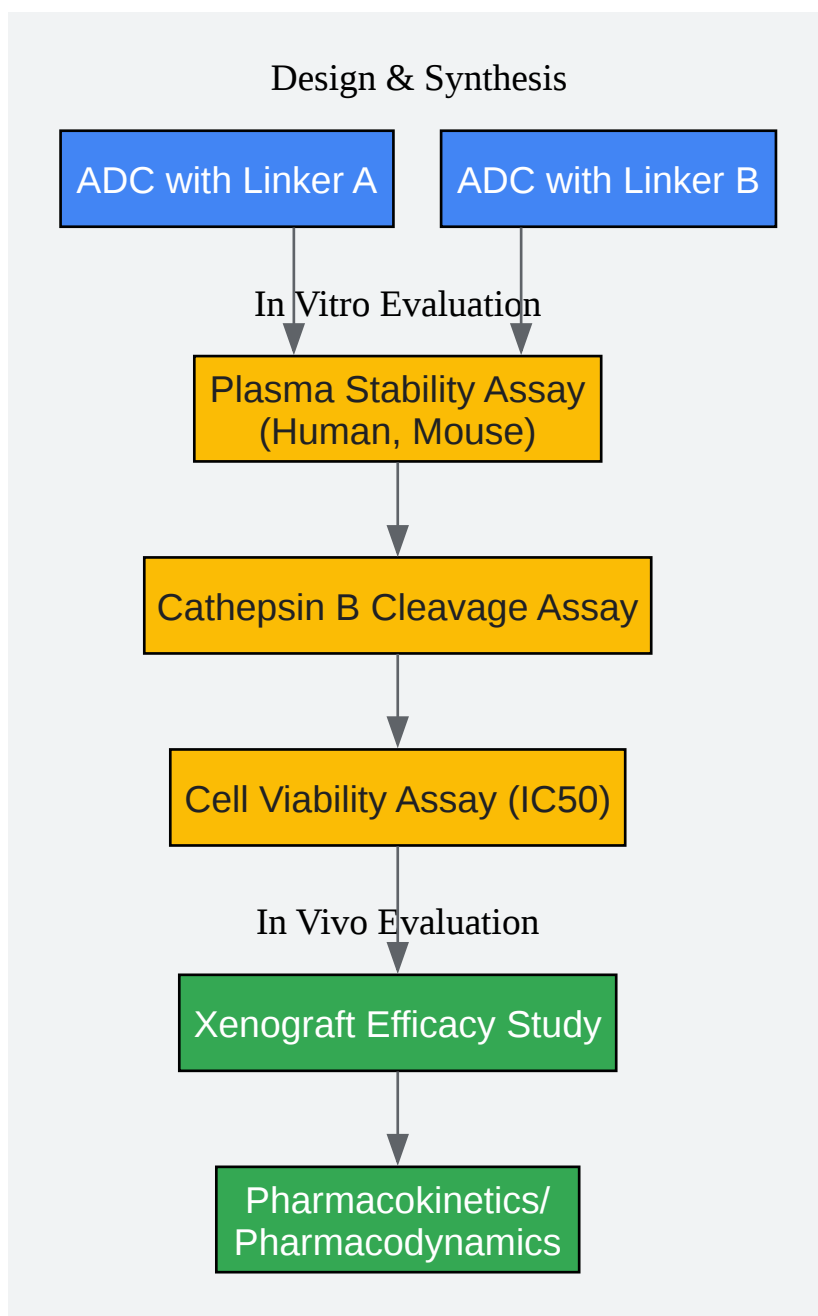 Design & Synthesis
ADC with Linker A
ADC with Linker B
In Vitro Evaluation
Plasma Stability Assay
(Human, Mouse)
Cathepsin B Cleavage Assay
Cell Viability Assay (IC50)
In Vivo Evaluation
Xenograft Efficacy Study
Pharmacokinetics/
Pharmacodynamics